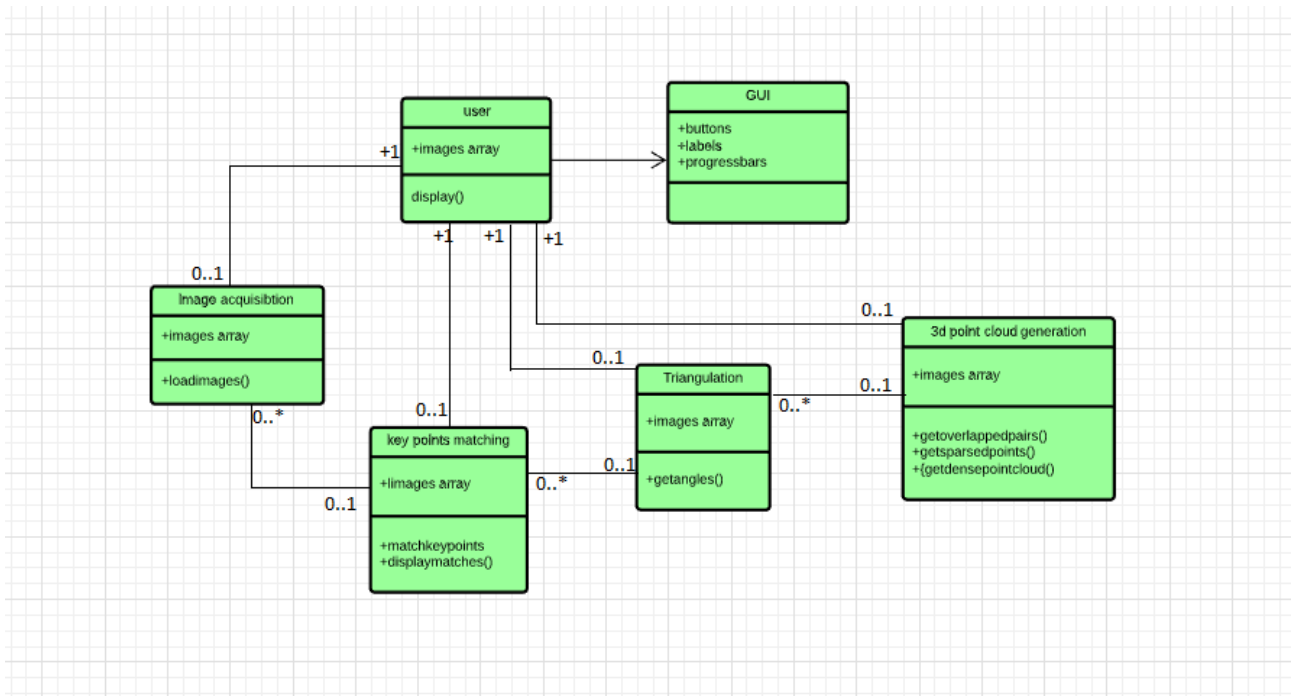 GUI
+buttons
+labels
+progressbars
user
+images array
display()
+1
+1
+1
+1
0..1
Image acquisibtion
+images array
+loadimages()
0..*
0..1
0..1
key points matching
+limages array
+matchkeypoints
+displaymatches()
0..*
0..1
0..1
Triangulation
+images array
+getangles()
0..*
0..1
0..1
3d point cloud generation
+images array
+getoverlappedpairs()
+getsparsedpoints()
+{getdensepointcloud()